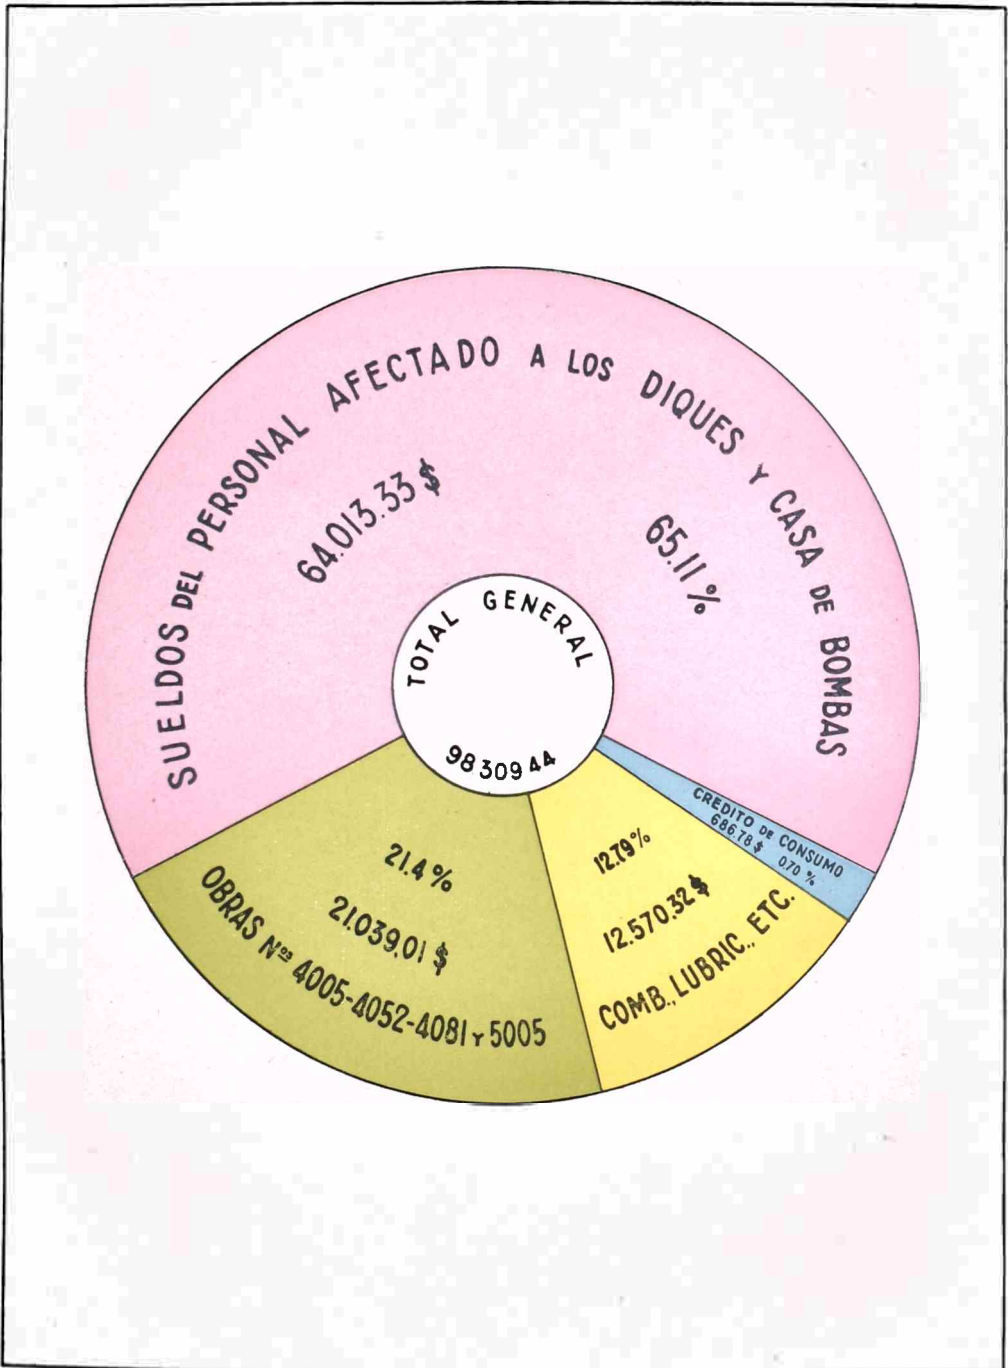 SUELDOS DEL PERSONAL AFECTADO A LOS DIQUES Y CASA DE BOMBAS
64.013.33 $
65.11 %
TOTAL GENERAL
98309 44
CREDITO DE CONSUMO
686.78 $ 0.70 %
12.79 %
12.570.32 $
COMB., LUBRIC., ETC.
21.4 %
21.039.01 $
OBRAS Nos 4005-4052-4081 Y 5005